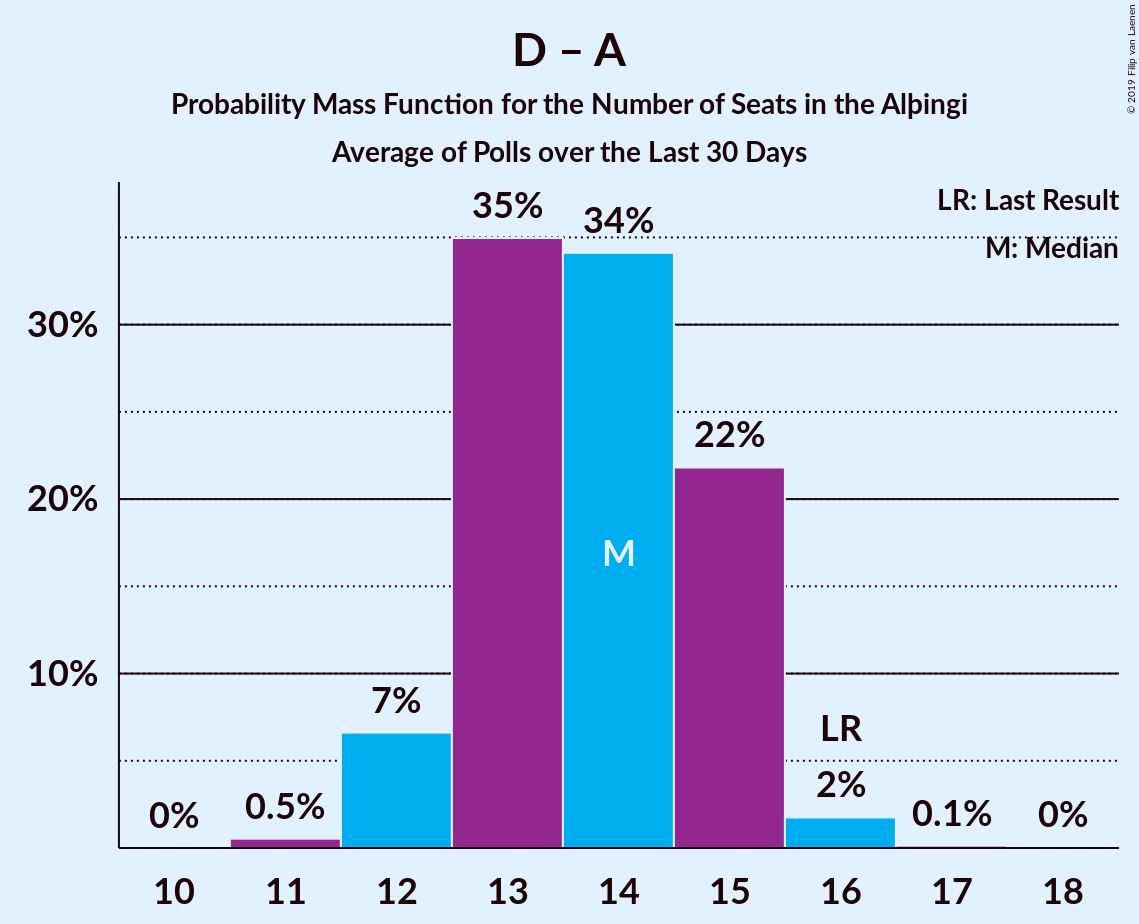 D – A
Probability Mass Function for the Number of Seats in the Alþingi
Average of Polls over the Last 30 Days
© 2019 Filip van Laenen
LR: Last Result
M: Median
35%
34%
30%
22%
20%
M
10%
7%
LR
2%
0%
0.5%
0.1%
0%
10 11 12 13 14 15 16 17 18